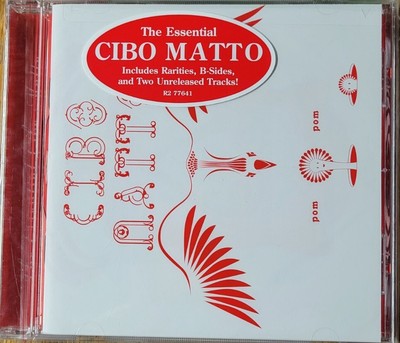 The Essential
CIBO MATTO
Includes Rarities, B-Sides,
and Two Unreleased Tracks!
R2 77641
CIBO
MATTO
pom
pom